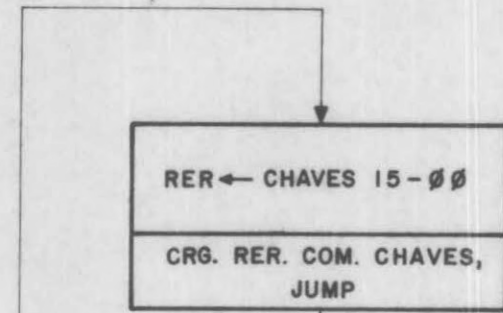 RER ← CHAVES 15-ØØ
CRG. RER. COM. CHAVES,
JUMP